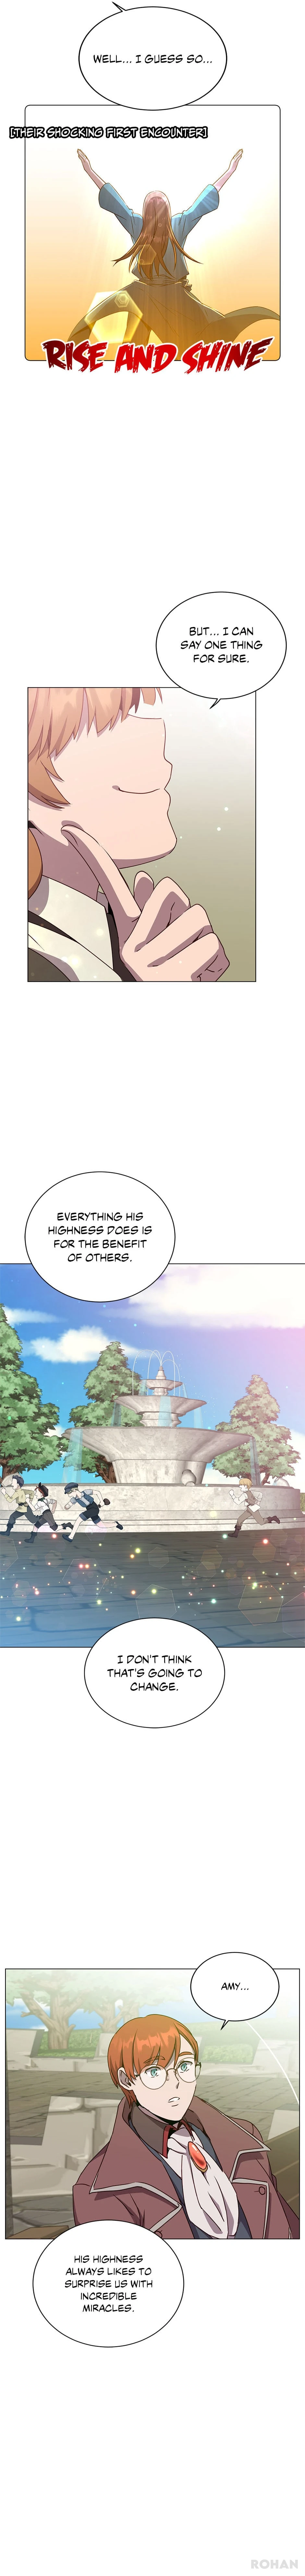 WELL... I GUESS SO...
[THEIR SHOCKING FIRST ENCOUNTER]
RISE AND SHINE
BUT... I CAN
SAY ONE THING
FOR SURE.
EVERYTHING HIS
HIGHNESS DOES IS
FOR THE BENEFIT
OF OTHERS.
I DON'T THINK
THAT'S GOING TO
CHANGE.
AMY...
HIS HIGHNESS
ALWAYS LIKES TO
SURPRISE US WITH
INCREDIBLE
MIRACLES.
ROHAN